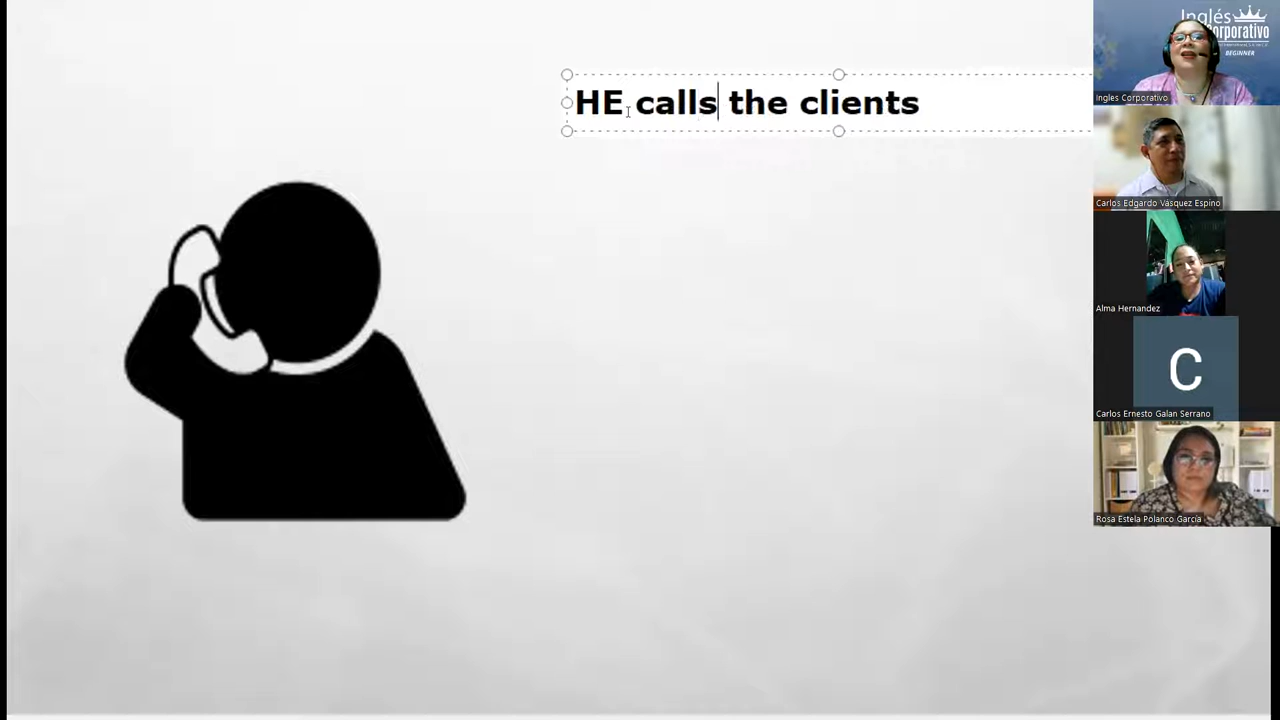 HE calls the clients
Inglés
Corporativo
BEGINNER
Ingles Corporativo
Carlos Edgardo Vásquez Espino
Alma Hernandez
C
Carlos Ernesto Galan Serrano
Rosa Estela Polanco García